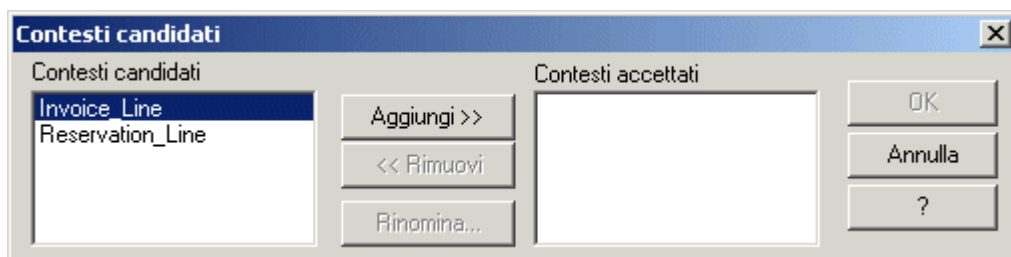 Contesti candidati
Contesti candidati
Invoice_Line
Reservation_Line
Aggiungi >>
<< Rimuovi
Rinomina...
Contesti accettati
OK
Annulla
?